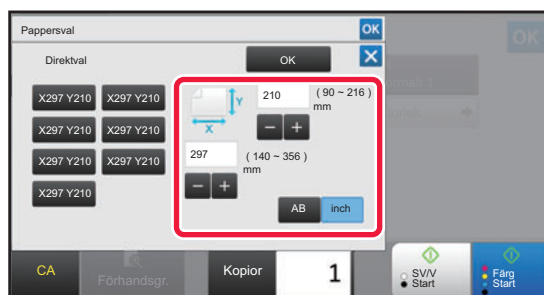 Pappersval
OK
OK
Direktval
OK
X297 Y210
X297 Y210
X297 Y210
X297 Y210
X297 Y210
X297 Y210
X297 Y210
Y
X
210
( 90 ~ 216 )
mm
297
( 140 ~ 356 )
mm
AB
inch
CA
Förhandsgr.
Kopior
1
SV/V
Start
Färg
Start